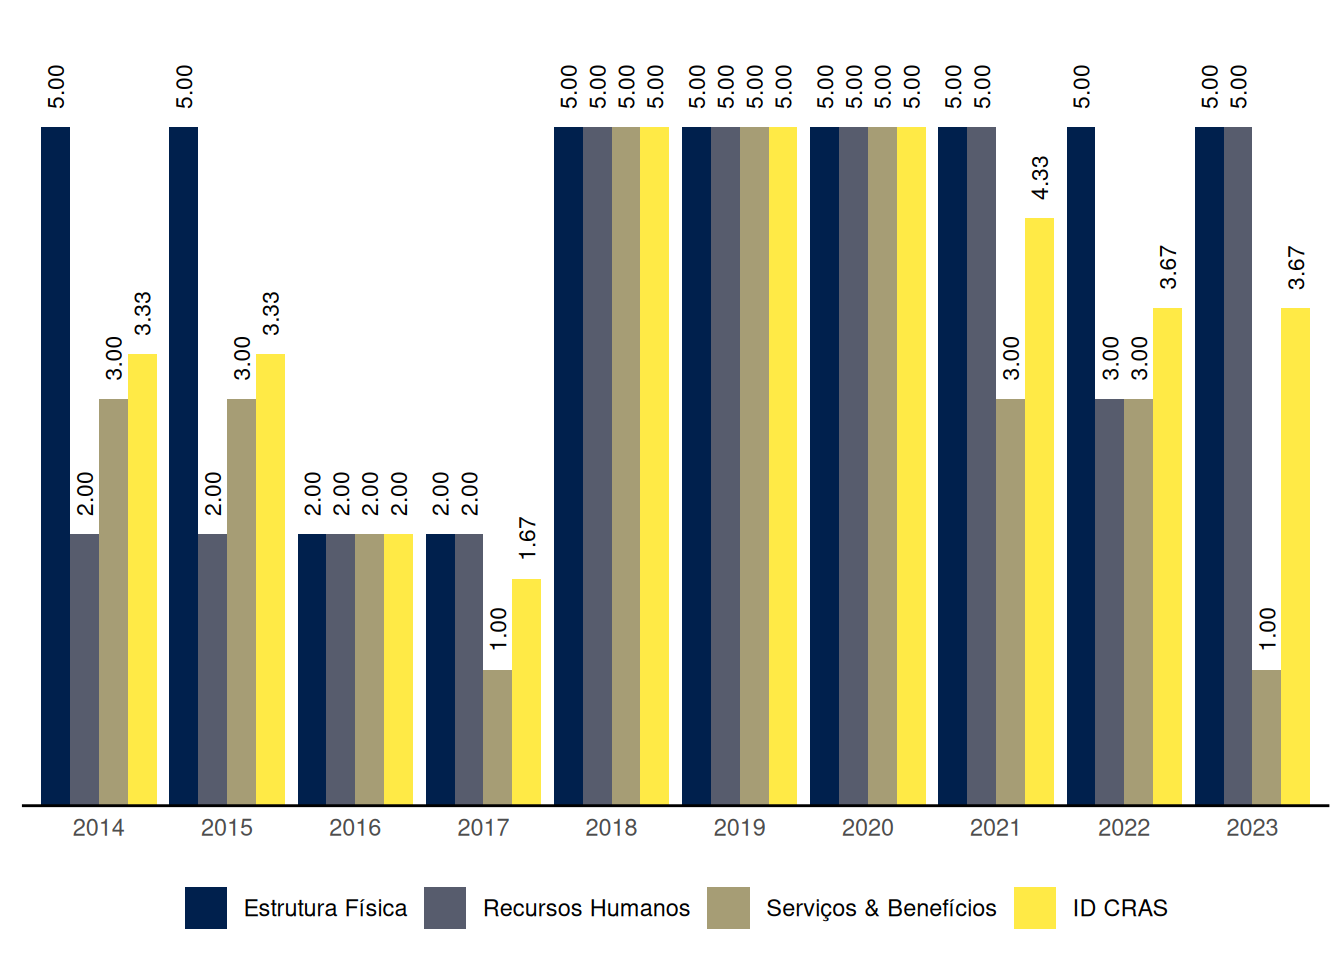 5.00 2.00 3.00 3.33 5.00 2.00 3.00 3.33 2.00 2.00 2.00 2.00 2.00 2.00 1.00 1.67 5.00 5.00 5.00 5.00 5.00 5.00 5.00 5.00 5.00 5.00 5.00 5.00 5.00 5.00 3.00 4.33 5.00 3.00 3.00 3.67 5.00 5.00 1.00 3.67
2014 2015 2016 2017 2018 2019 2020 2021 2022 2023
Estrutura Física Recursos Humanos Serviços & Benefícios ID CRAS